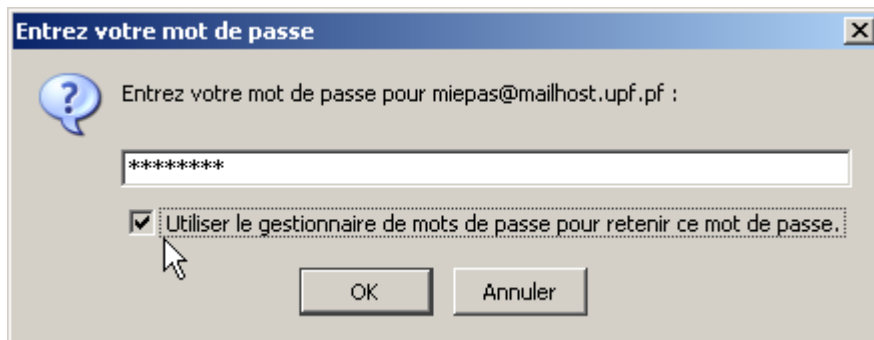 Entrez votre mot de passe
Entrez votre mot de passe pour miepas@mailhost.upf.pf :
********
Utiliser le gestionnaire de mots de passe pour retenir ce mot de passe.
OK
Annuler